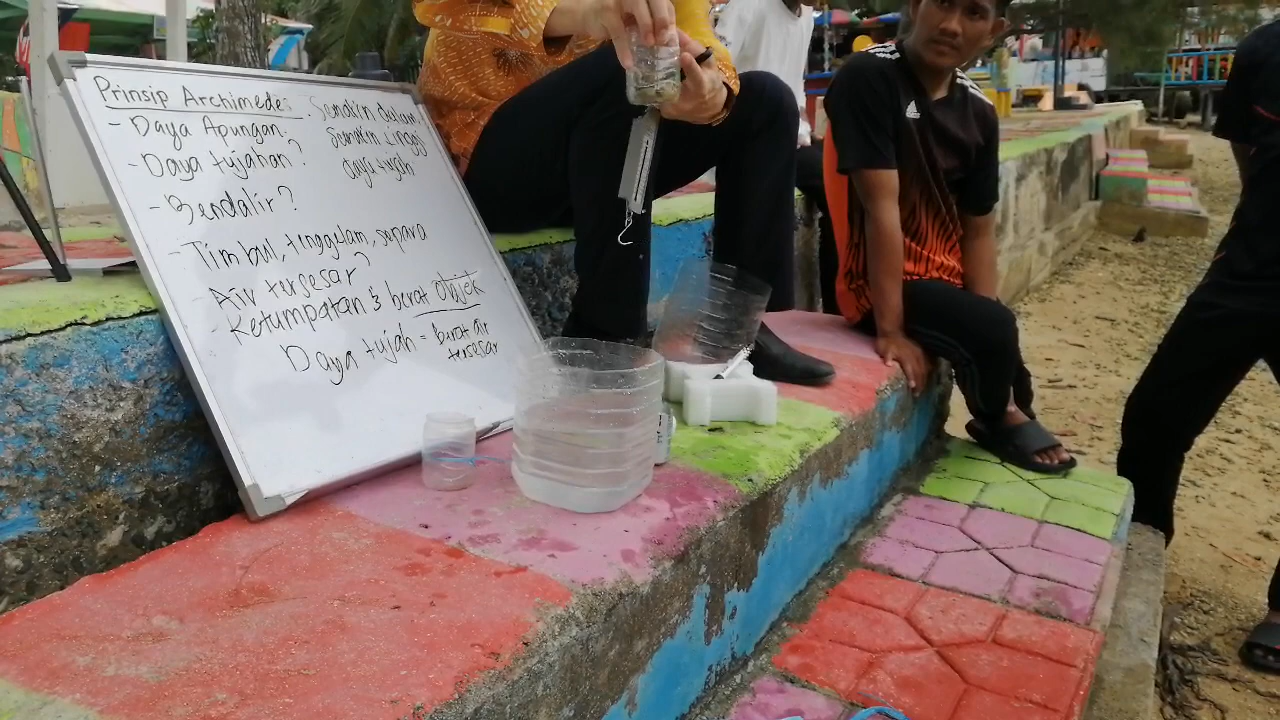 Prinsip Archimedes:
- Daya Apungan.
- Daya tujahan?
Semakin dalam
Semakin tinggi
daya tujah
- Bendalir?
- Timbul, tenggelam, separa
- Air tersesar?
Ketumpatan & berat objek
Daya tujah = berat air
tersesar
adidas